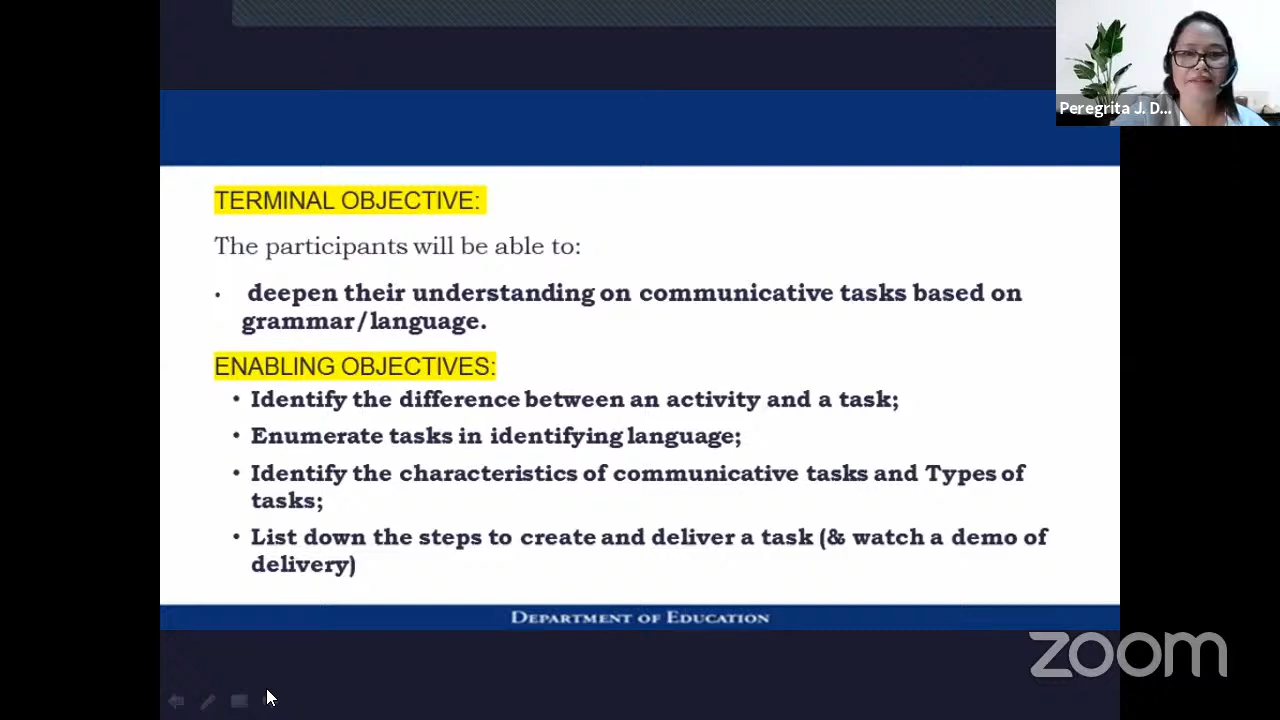 Peregrita J. D...
TERMINAL OBJECTIVE:
The participants will be able to:
• deepen their understanding on communicative tasks based on
grammar/language.
ENABLING OBJECTIVES:
• Identify the difference between an activity and a task;
• Enumerate tasks in identifying language;
• Identify the characteristics of communicative tasks and Types of
tasks;
• List down the steps to create and deliver a task (& watch a demo of
delivery)
DEPARTMENT OF EDUCATION
zoom